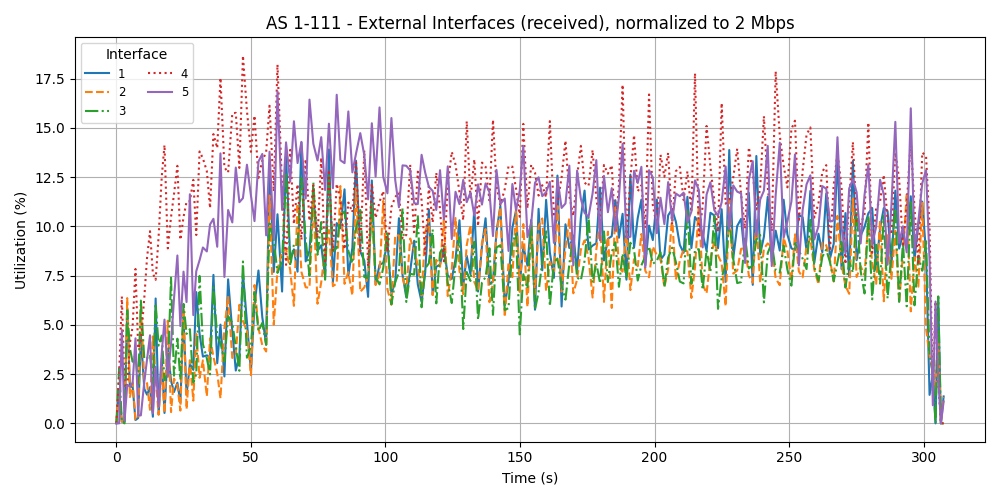 AS 1-111 - External Interfaces (received), normalized to 2 Mbps
Interface
1 4
2 5
3
Utilization (%)
17.5
15.0
12.5
10.0
7.5
5.0
2.5
0.0
0 50 100 150 200 250 300
Time (s)